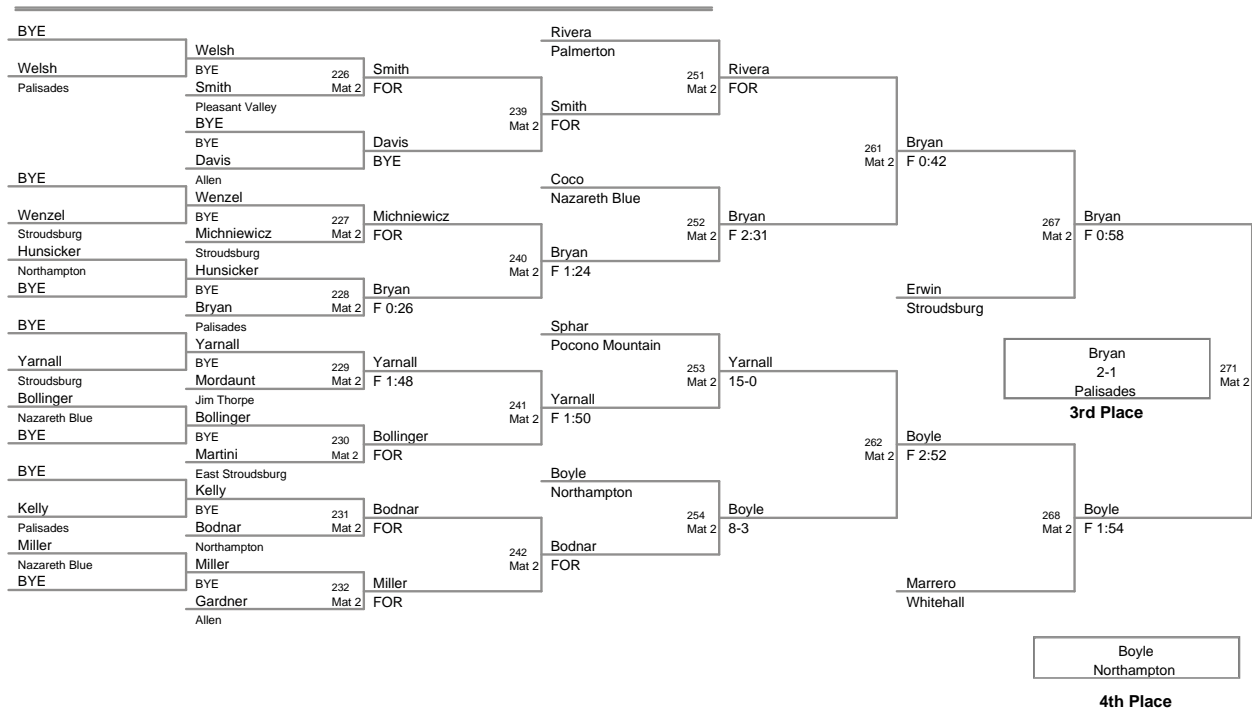 BYE
Welsh
Palisades
BYE
Wenzel
Stroudsburg
Hunsicker
Northampton
BYE
BYE
Yarnall
Stroudsburg
Bollinger
Nazareth Blue
BYE
BYE
Kelly
Palisades
Miller
Nazareth Blue
BYE
Welsh
BYE
226
Mat 2
Smith
Pleasant Valley
BYE
BYE
Davis
Allen
Wenzel
BYE
227
Mat 2
Michniewicz
Stroudsburg
Hunsicker
BYE
228
Mat 2
Bryan
Palisades
Yarnall
BYE
229
Mat 2
Mordaunt
Jim Thorpe
Bollinger
BYE
230
Mat 2
Martini
East Stroudsburg
Kelly
BYE
231
Mat 2
Bodnar
Northampton
Miller
BYE
232
Mat 2
Gardner
Allen
Smith
FOR
239
Mat 2
Davis
BYE
Michniewicz
FOR
240
Mat 2
Bryan
F 0:26
Yarnall
F 1:48
241
Mat 2
Bollinger
FOR
Bodnar
FOR
242
Mat 2
Miller
FOR
Rivera
Palmerton
251
Mat 2
Smith
FOR
Coco
Nazareth Blue
252
Mat 2
Bryan
F 1:24
Sphar
Pocono Mountain
253
Mat 2
Yarnall
F 1:50
Boyle
Northampton
254
Mat 2
Bodnar
FOR
Rivera
FOR
261
Mat 2
Bryan
F 2:31
Yarnall
15-0
262
Mat 2
Boyle
8-3
Bryan
F 0:42
267
Mat 2
Erwin
Stroudsburg
Boyle
F 2:52
268
Mat 2
Marrero
Whitehall
Bryan
F 0:58
271
Mat 2
Boyle
F 1:54
Bryan
2-1
Palisades
3rd Place
Boyle
Northampton
4th Place